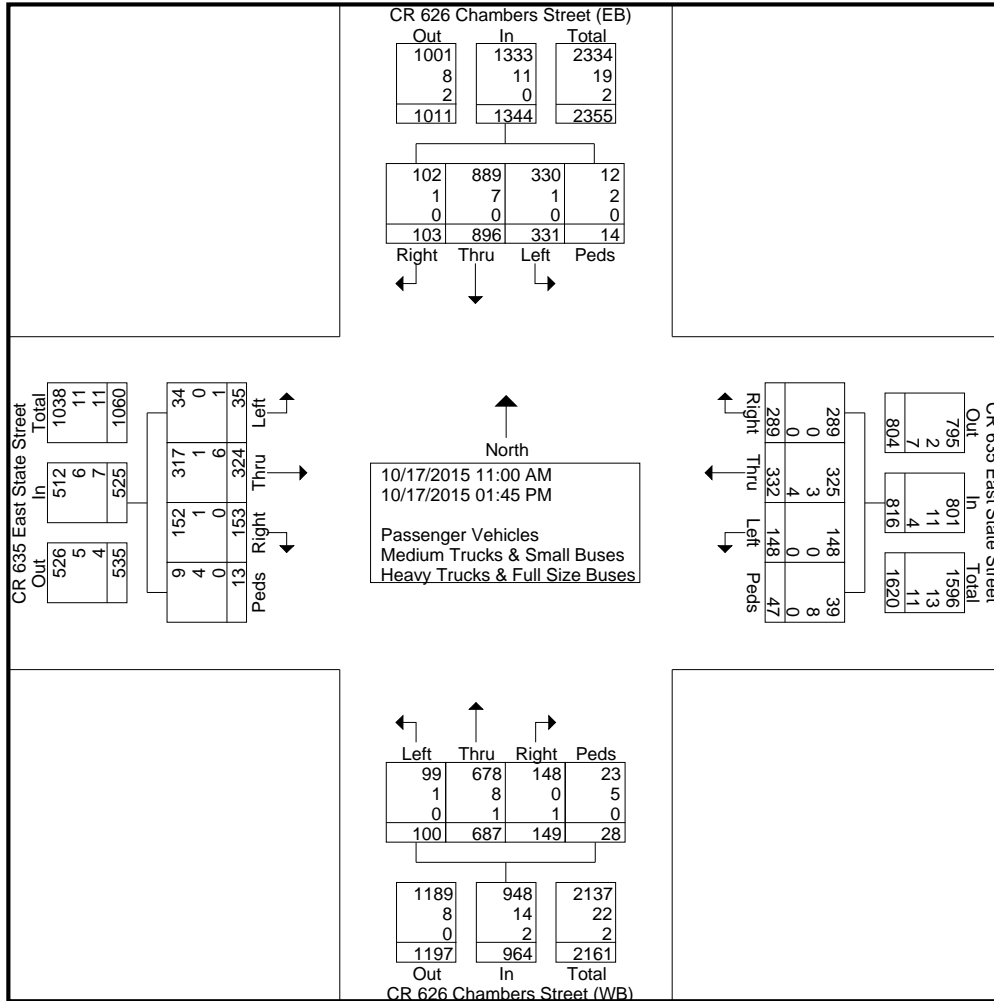 CR 626 Chambers Street (EB)
Out In Total
1001 1333 2334
8 11 19
2 0 2
1011 1344 2355
102 889 330 12
1 7 1 2
0 0 0 0
103 896 331 14
Right Thru Left Peds
CR 635 East State Street
Total In Out
1038 512 526
11 6 5
11 7 4
1060 525 535
34 317 152 9
0 1 1 4
1 6 0 0
35 324 153 13
Left Thru Right Peds
North
10/17/2015 11:00 AM
10/17/2015 01:45 PM
Passenger Vehicles
Medium Trucks & Small Buses
Heavy Trucks & Full Size Buses
Right Thru Left Peds
289 325 148 39
0 3 0 8
0 4 0 0
289 332 148 47
CR 635 East State Street
Out In Total
795 801 1596
2 11 13
7 4 11
804 816 1620
Left Thru Right Peds
99 678 148 23
1 8 0 5
0 1 1 0
100 687 149 28
1189 948 2137
8 14 22
0 2 2
1197 964 2161
Out In Total
CR 626 Chambers Street (WB)